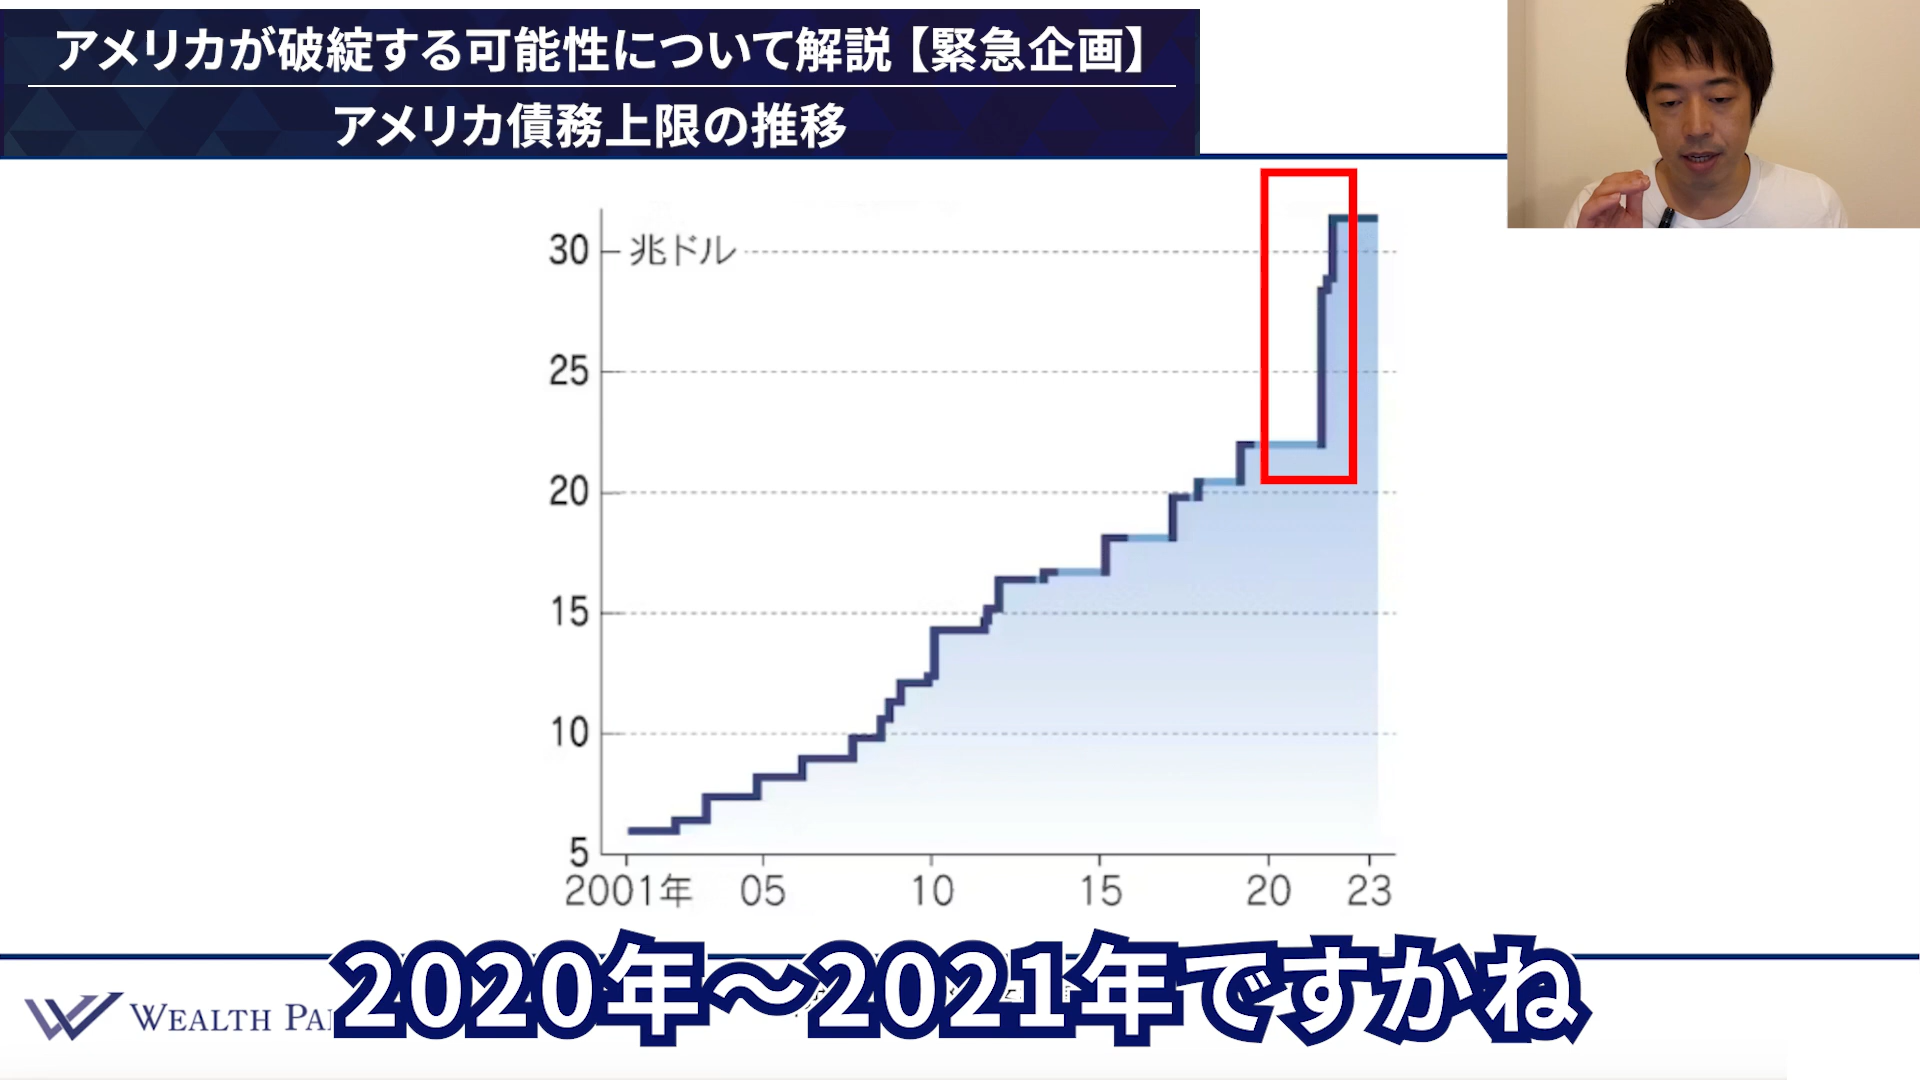 アメリカが破綻する可能性について解説【緊急企画】
アメリカ債務上限の推移
30 兆ドル
25
20
15
10
5
2001年 05 10 15 20 23
2020年～2021年ですかね
WEALTH